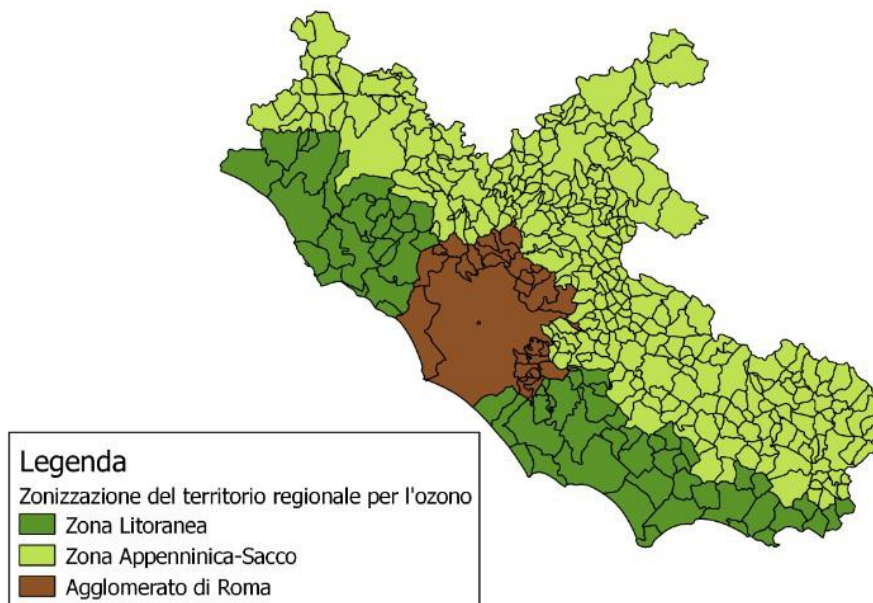 Legenda
Zonizzazione del territorio regionale per l'ozono
Zona Litoranea
Zona Appenninica-Sacco
Agglomerato di Roma